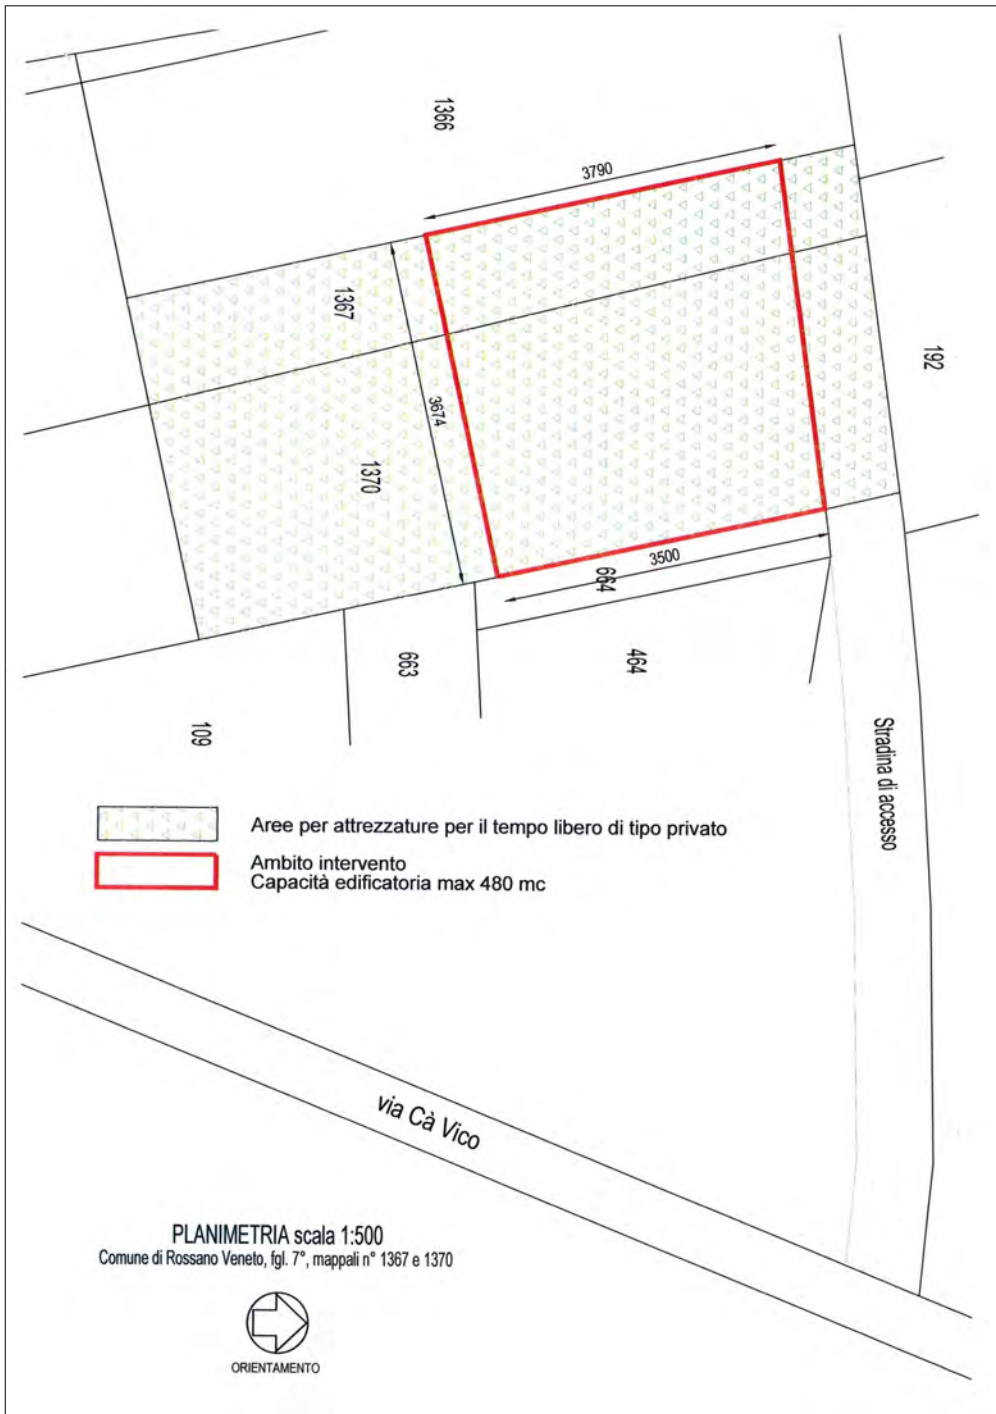 1366
3790
1367
192
3674
1370
3500
664
663
464
109
Stradina di accesso
Aree per attrezzature per il tempo libero di tipo privato
Ambito intervento
Capacità edificatoria max 480 mc
via Cà Vico
PLANIMETRIA scala 1:500
Comune di Rossano Veneto, fgl. 7°, mappali n° 1367 e 1370
ORIENTAMENTO